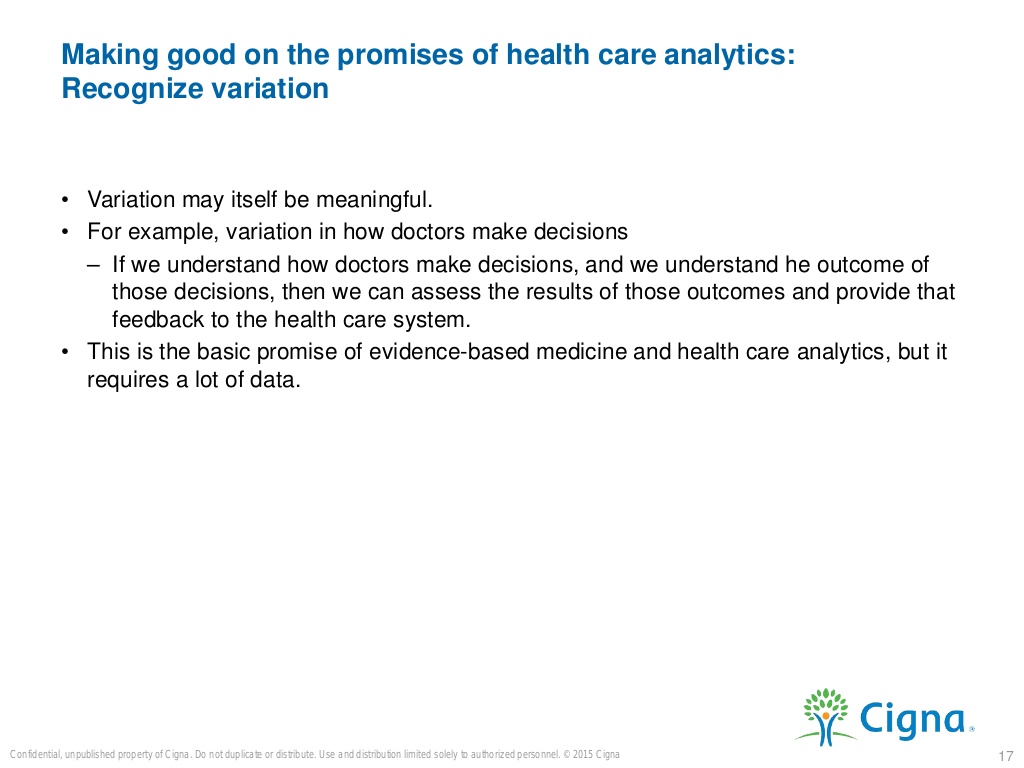 Making good on the promises of health care analytics:
Recognize variation
• Variation may itself be meaningful.
• For example, variation in how doctors make decisions
– If we understand how doctors make decisions, and we understand he outcome of
those decisions, then we can assess the results of those outcomes and provide that
feedback to the health care system.
• This is the basic promise of evidence-based medicine and health care analytics, but it
requires a lot of data.
Cigna®
Confidential, unpublished property of Cigna. Do not duplicate or distribute. Use and distribution limited solely to authorized personnel. © 2015 Cigna
17